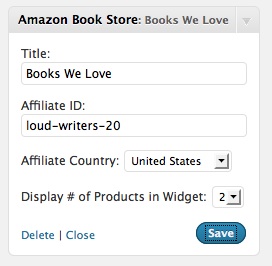 Amazon Book Store: Books We Love
Title:
Books We Love
Affiliate ID:
loud-writers-20
Affiliate Country: United States
Display # of Products in Widget: 2
Delete | Close Save